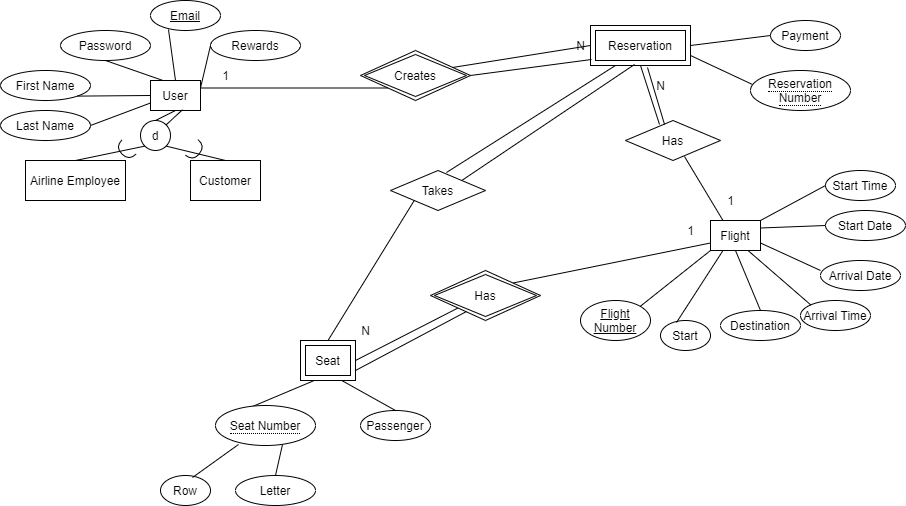 Email
Password
Rewards
First Name
Last Name
User
1
d
Airline Employee
Customer
Creates
N
Reservation
Payment
Reservation
Number
N
Has
Takes
1
1
Flight
Start Time
Start Date
Arrival Date
Arrival Time
Destination
Start
Flight
Number
Has
N
Seat
Seat Number
Passenger
Row
Letter